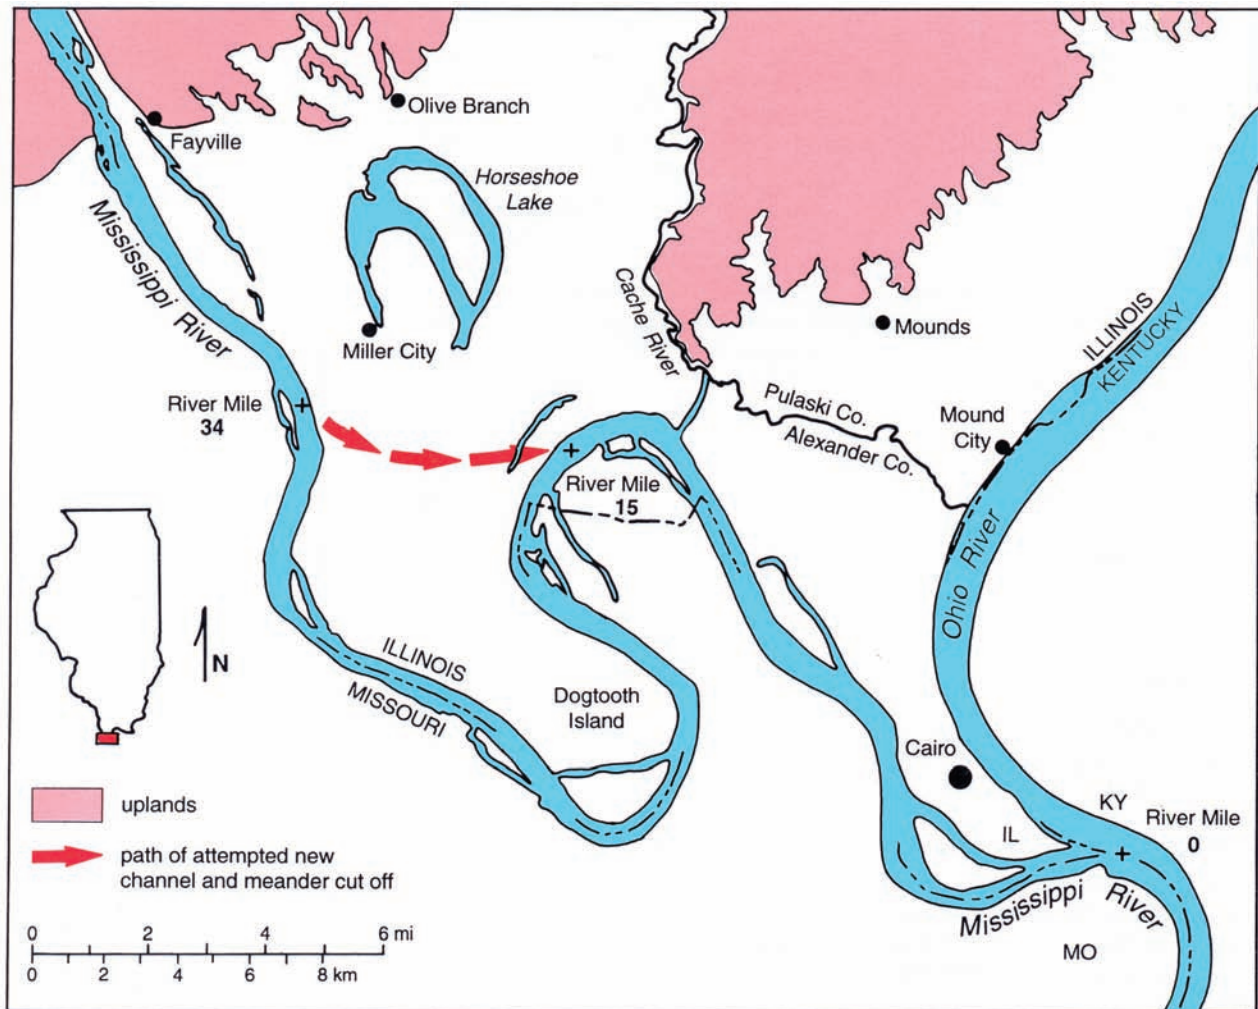 Olive Branch
Fayville
Horseshoe
Lake
Mississippi River
Cache River
Miller City
Mounds
ILLINOIS
KENTUCKY
River Mile
34
Pulaski Co.
Alexander Co.
Mound
City
River Mile
15
Ohio River
N
ILLINOIS
MISSOURI
Dogtooth
Island
Cairo
KY
River Mile
0
IL
uplands
path of attempted new
channel and meander cut off
Mississippi River
MO
0 2 4 6 mi
0 2 4 6 8 km